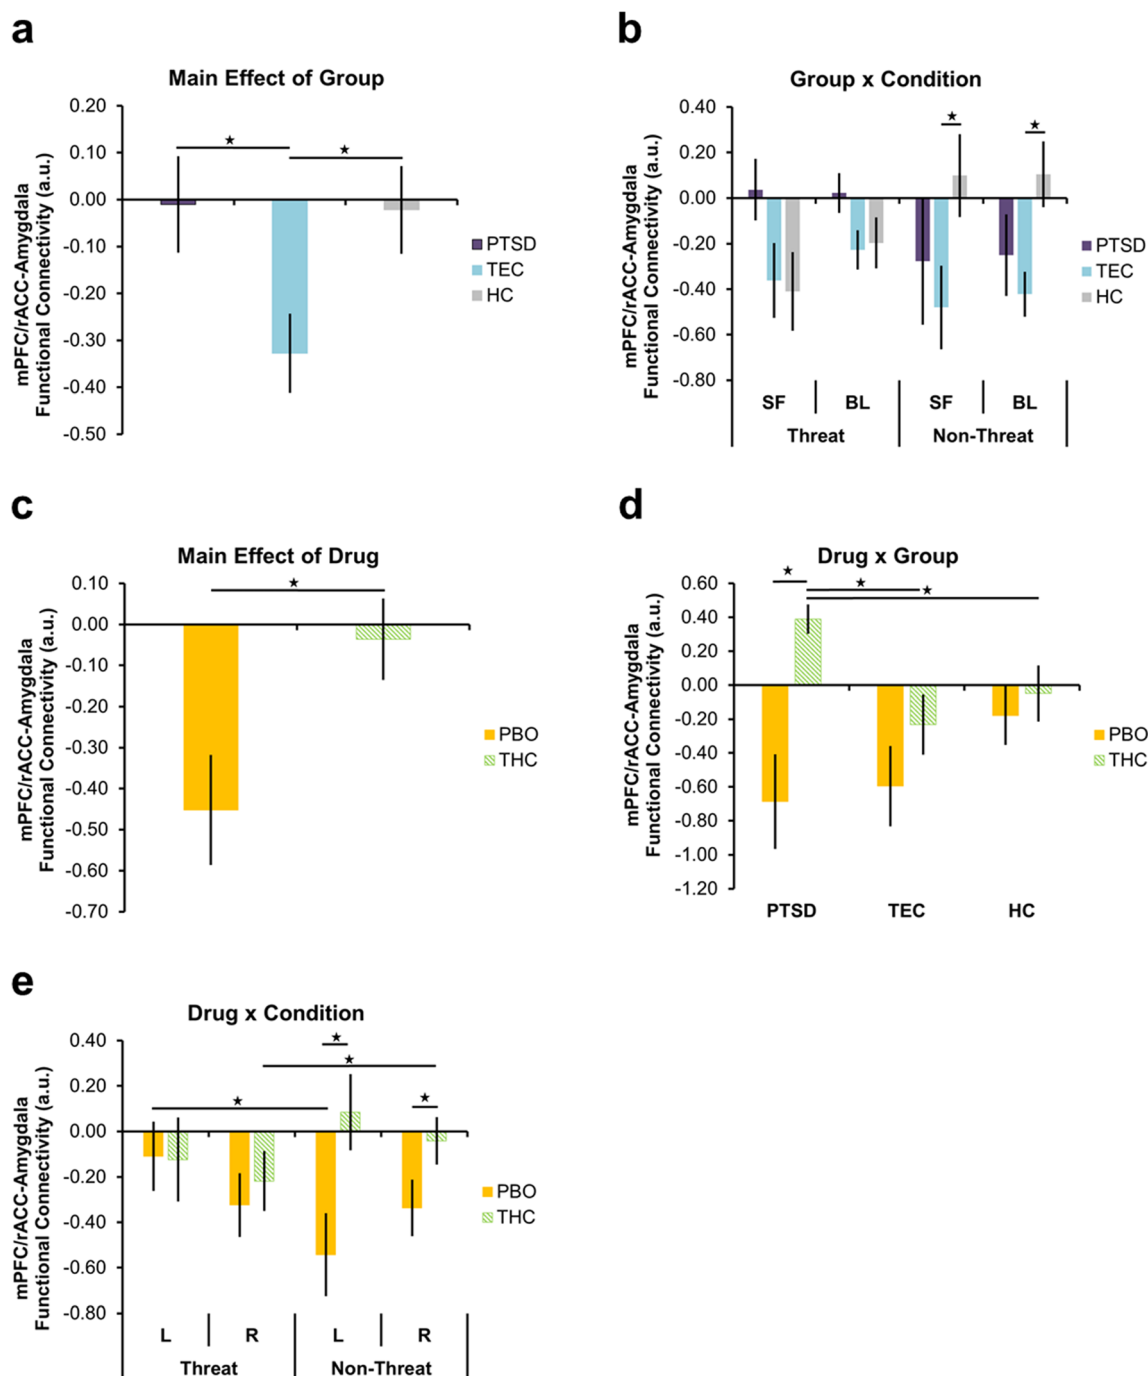 a
Main Effect of Group
mPFC/rACC-Amygdala
Functional Connectivity (a.u.)
0.20
0.10
0.00
-0.10
-0.20
-0.30
-0.40
-0.50
★
★
PTSD
TEC
HC
b
Group x Condition
mPFC/rACC-Amygdala
Functional Connectivity (a.u.)
0.40
0.20
0.00
-0.20
-0.40
-0.60
-0.80
★
★
SF BL SF BL
Threat Non-Threat
PTSD
TEC
HC
c
Main Effect of Drug
mPFC/rACC-Amygdala
Functional Connectivity (a.u.)
0.10
0.00
-0.10
-0.20
-0.30
-0.40
-0.50
-0.60
-0.70
★
PBO
THC
d
Drug x Group
mPFC/rACC-Amygdala
Functional Connectivity (a.u.)
0.60
0.40
0.20
0.00
-0.20
-0.40
-0.60
-0.80
-1.00
-1.20
★
★
★
PTSD TEC HC
PBO
THC
e
Drug x Condition
mPFC/rACC-Amygdala
Functional Connectivity (a.u.)
0.40
0.20
0.00
-0.20
-0.40
-0.60
-0.80
★
★
★
★
L R L R
Threat Non-Threat
PBO
THC